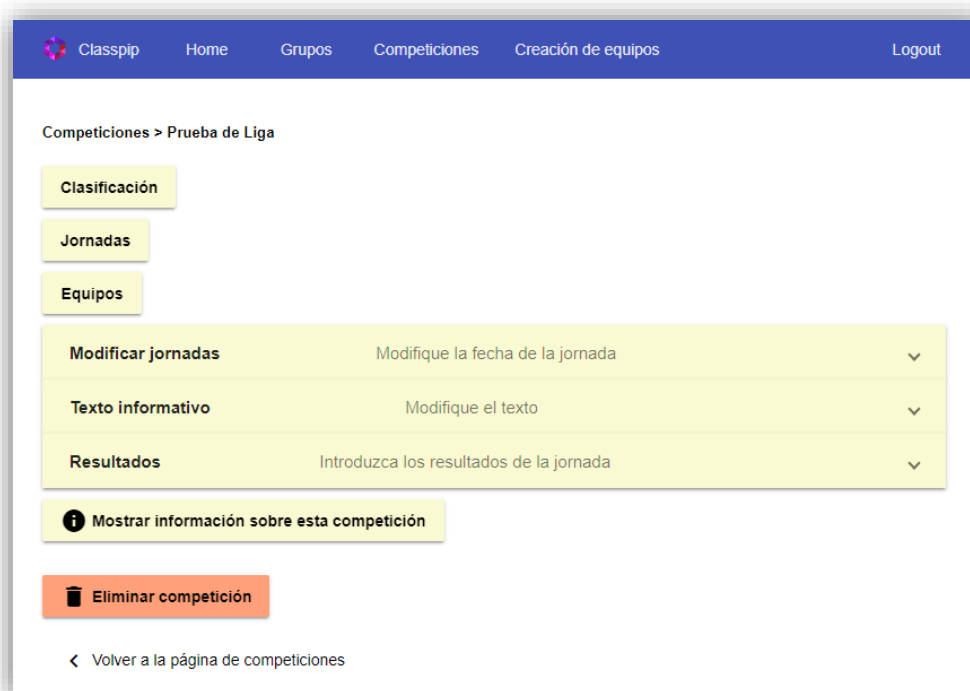 Classpip Home Grupos Competiciones Creación de equipos Logout
Competiciones > Prueba de Liga
Clasificación
Jornadas
Equipos
Modificar jornadas Modifique la fecha de la jornada
Texto informativo Modifique el texto
Resultados Introduzca los resultados de la jornada
Mostrar información sobre esta competición
Eliminar competición
Volver a la página de competiciones